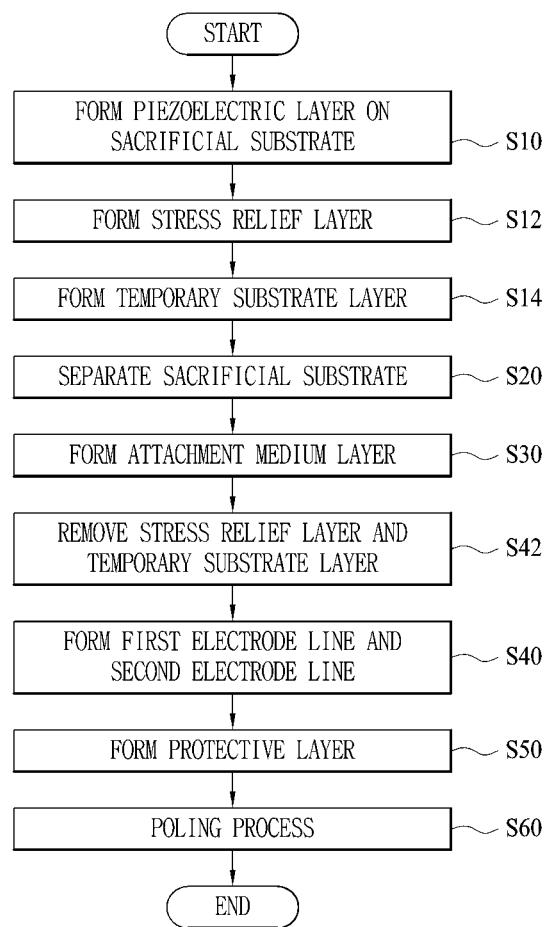 START
FORM PIEZOELECTRIC LAYER ON
SACRIFICIAL SUBSTRATE
S10
FORM STRESS RELIEF LAYER
S12
FORM TEMPORARY SUBSTRATE LAYER
S14
SEPARATE SACRIFICIAL SUBSTRATE
S20
FORM ATTACHMENT MEDIUM LAYER
S30
REMOVE STRESS RELIEF LAYER AND
TEMPORARY SUBSTRATE LAYER
S42
FORM FIRST ELECTRODE LINE AND
SECOND ELECTRODE LINE
S40
FORM PROTECTIVE LAYER
S50
POLING PROCESS
S60
END